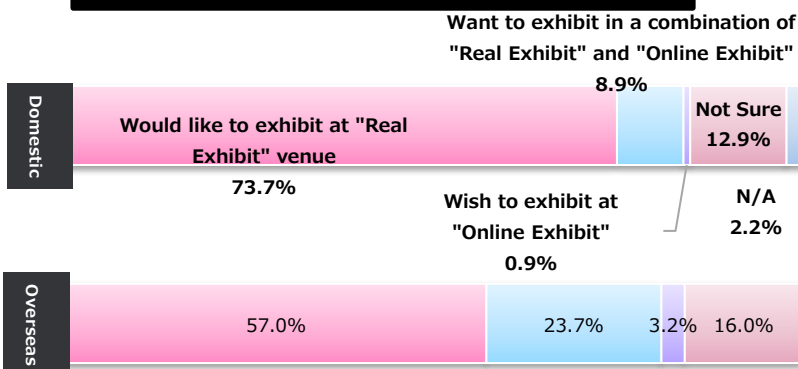 Want to exhibit in a combination of
"Real Exhibit" and "Online Exhibit"
8.9%
Domestic
Would like to exhibit at "Real
Exhibit" venue
73.7%
Not Sure
12.9%
Wish to exhibit at
"Online Exhibit"
0.9%
N/A
2.2%
Overseas
57.0%
23.7%
3.2%
16.0%